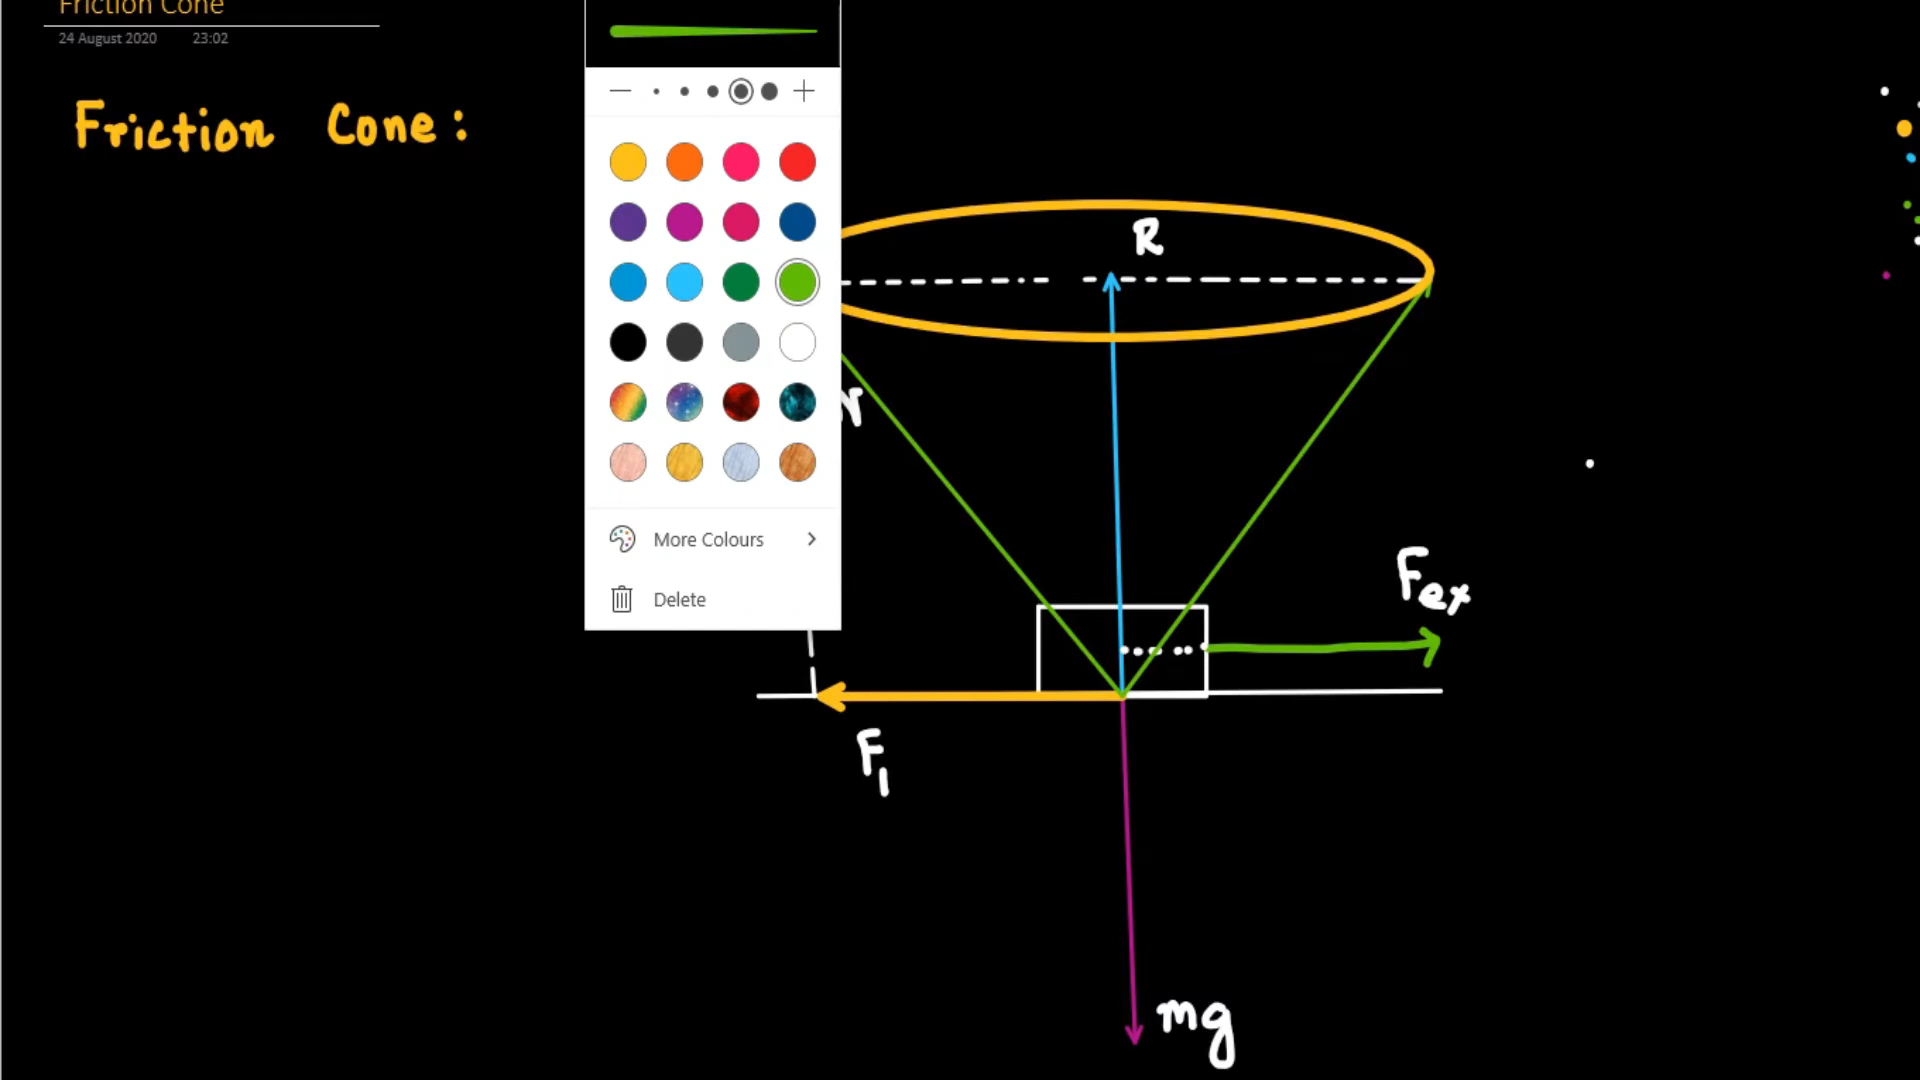 Friction Cone
24 August 2020 23:02
Friction Cone:
R
More Colours
Delete
Fex
F1
mg